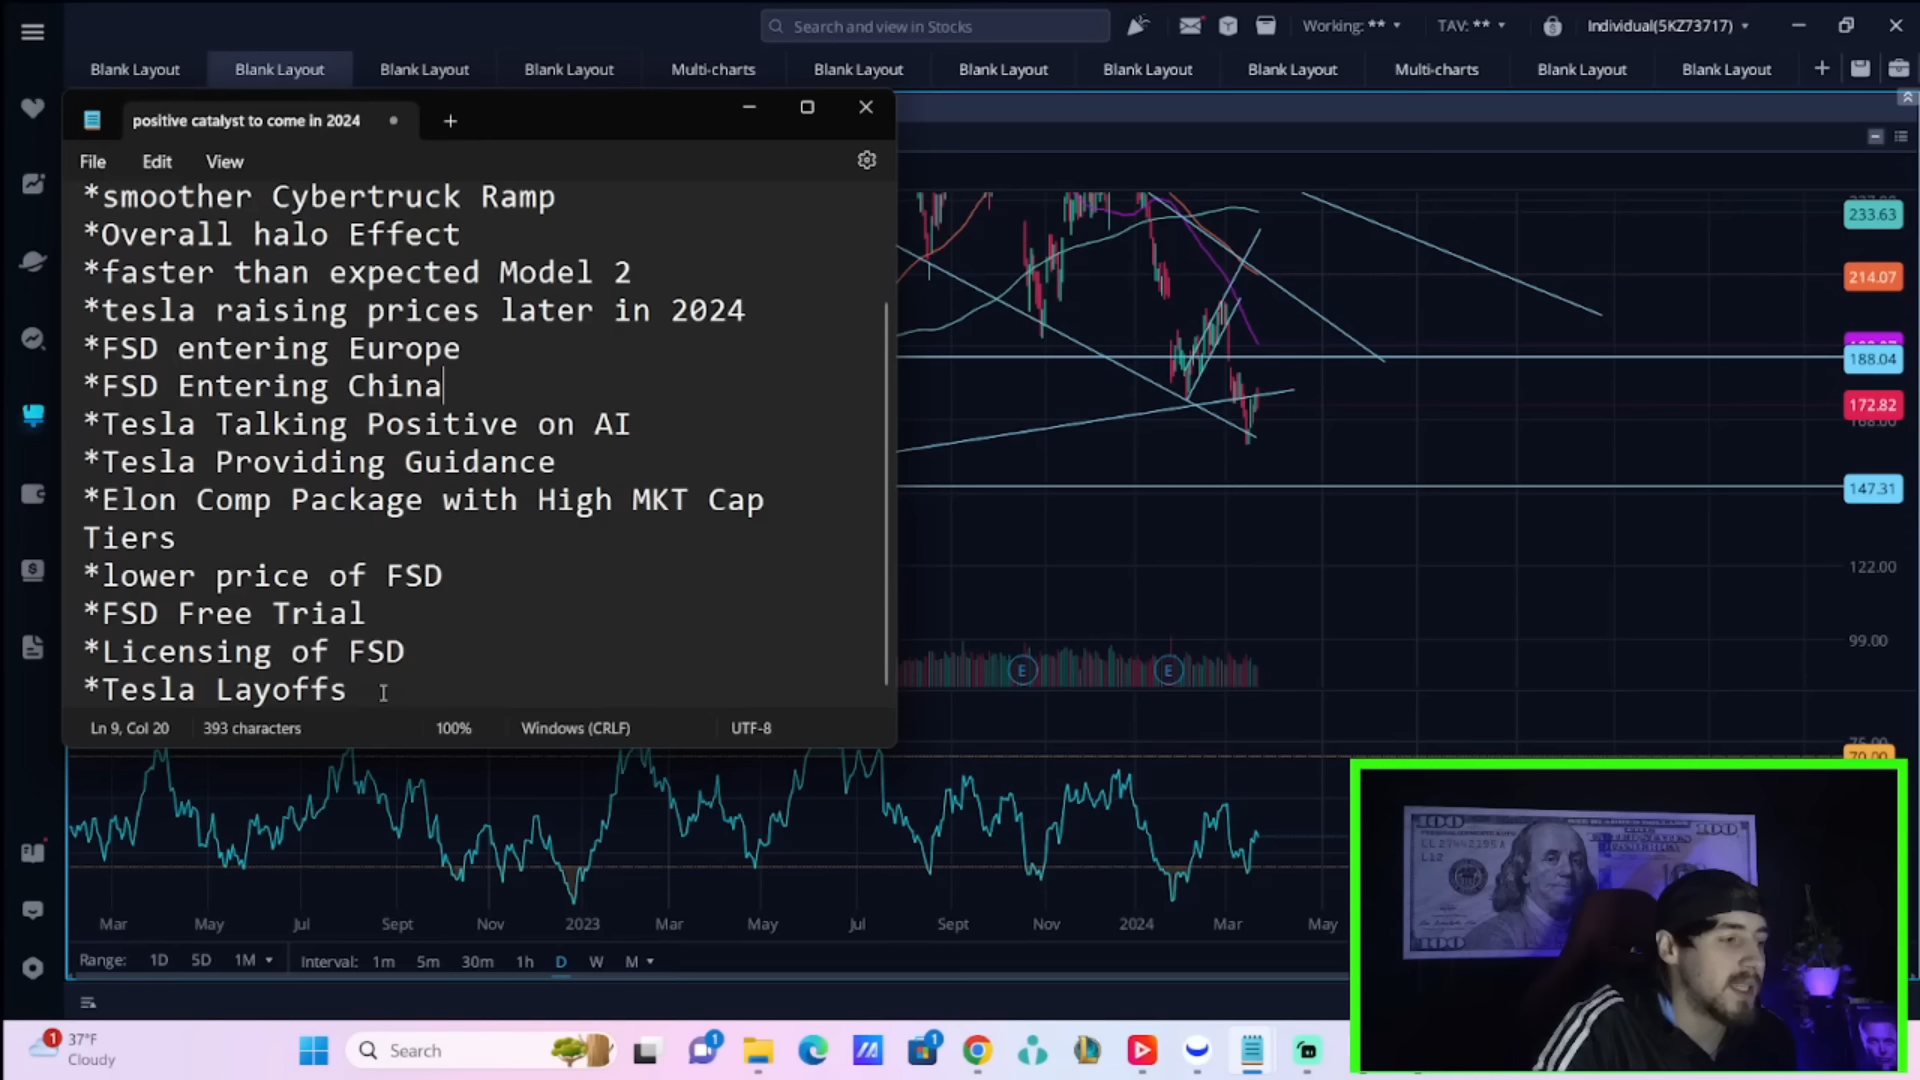 Search and view in Stocks
Working: **
TAV: **
Individual(5KZ73717)
Blank Layout
Blank Layout
Blank Layout
Blank Layout
Multi-charts
Blank Layout
Blank Layout
Blank Layout
Blank Layout
Multi-charts
Blank Layout
Blank Layout
positive catalyst to come in 2024
File
Edit
View
*smoother Cybertruck Ramp
*Overall halo Effect
*faster than expected Model 2
*tesla raising prices later in 2024
*FSD entering Europe
*FSD Entering China
*Tesla Talking Positive on AI
*Tesla Providing Guidance
*Elon Comp Package with High MKT Cap
Tiers
*lower price of FSD
*FSD Free Trial
*Licensing of FSD
*Tesla Layoffs
Ln 9, Col 20
393 characters
100%
Windows (CRLF)
UTF-8
233.63
214.07
188.04
172.82
147.31
122.00
99.00
E
E
Mar
May
Jul
Sept
Nov
2023
Mar
May
Jul
Sept
Nov
2024
Mar
May
Range:
1D
5D
1M
Interval:
1m
5m
30m
1h
D
W
M
100
100
100
1
37°F
Cloudy
Search
1
1